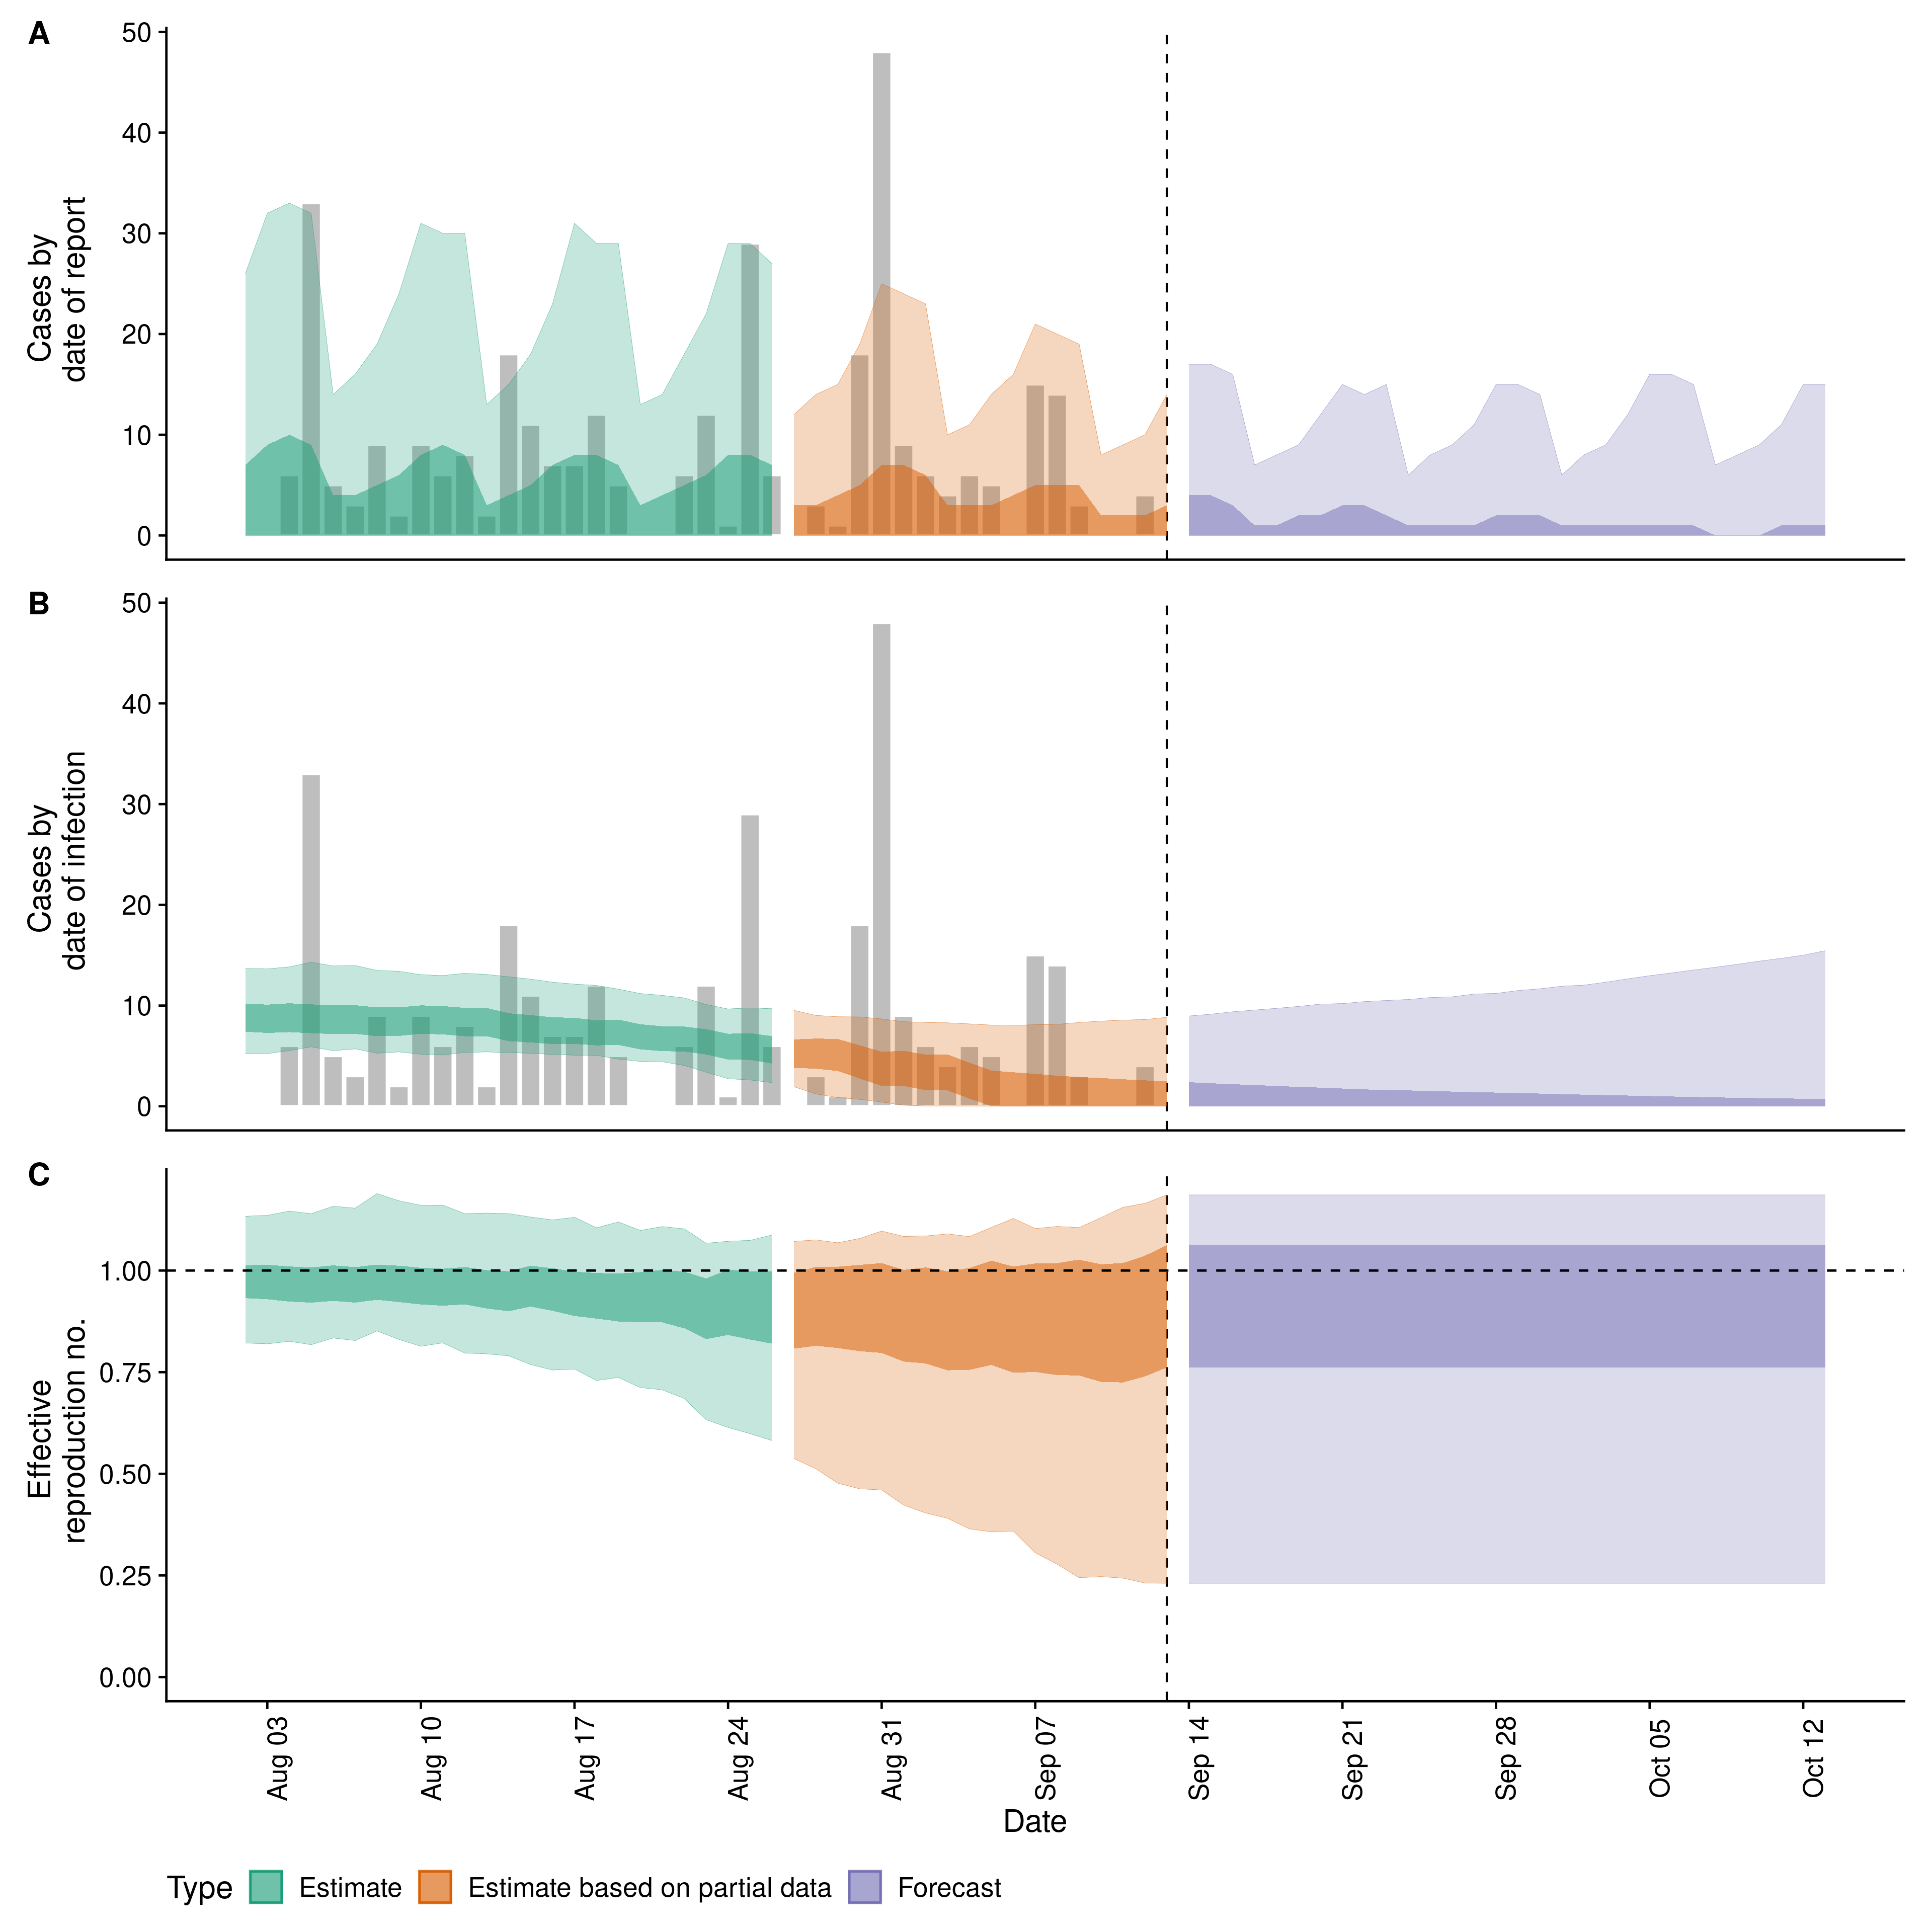 A
50
40
30
20
10
0
Cases by
date of report
B
50
40
30
20
10
0
Cases by
date of infection
C
1.00
0.75
0.50
0.25
0.00
Effective
reproduction no.
Aug 03
Aug 10
Aug 17
Aug 24
Aug 31
Sep 07
Sep 14
Sep 21
Sep 28
Oct 05
Oct 12
Date
Type Estimate Estimate based on partial data Forecast